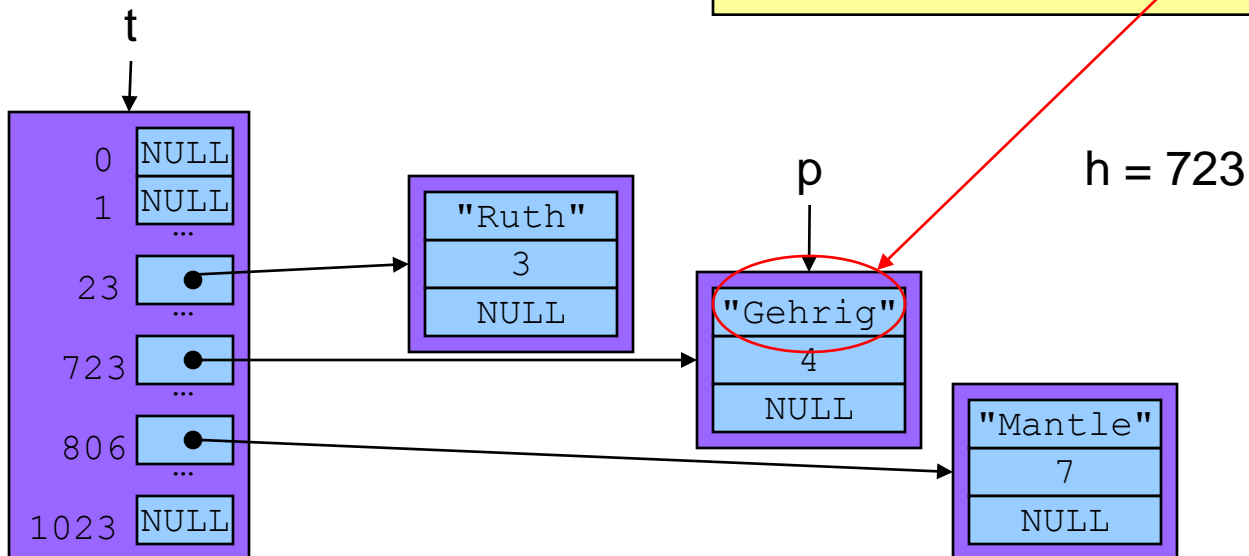 t
0 NULL
1 NULL
...
23
...
723
...
806
...
1023 NULL
"Ruth"
3
NULL
p
"Gehrig"
4
NULL
h = 723
"Mantle"
7
NULL